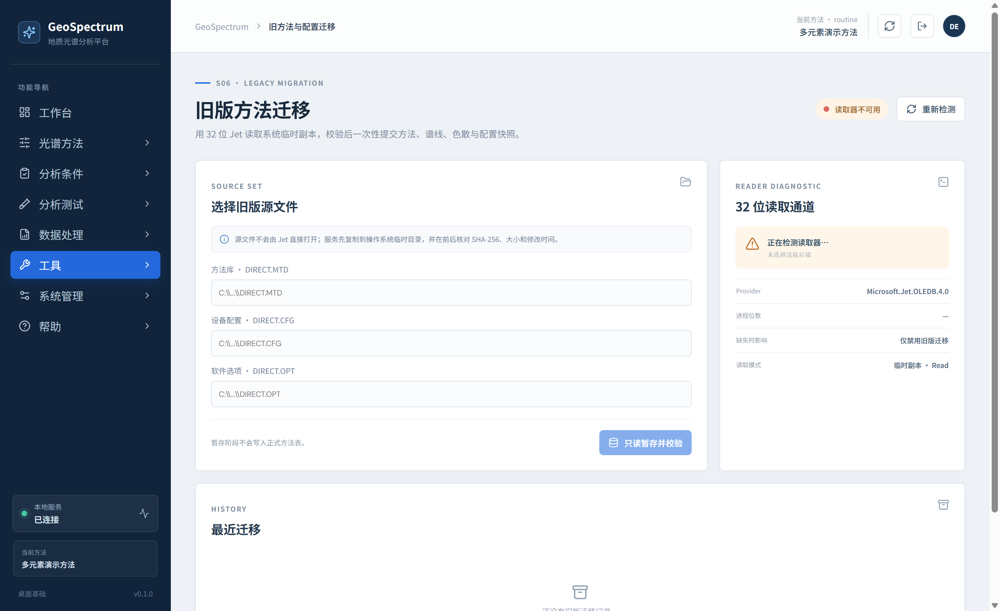 GeoSpectrum
地质光谱分析平台
功能导航
工作台
光谱方法
分析条件
分析测试
数据处理
工具
系统管理
帮助
本地服务
已连接
当前方法
多元素演示方法
桌面基础 v0.1.0
GeoSpectrum 旧方法与配置迁移
当前方法 • routine
多元素演示方法
DE
S06 • LEGACY MIGRATION
旧版方法迁移
用 32 位 Jet 读取系统临时副本，校验后一次性提交方法、谱线、色散与配置快照。
读取器不可用
重新检测
SOURCE SET
选择旧版源文件
源文件不会由 Jet 直接打开；服务先复制到操作系统临时目录，并在前后核对 SHA-256、大小和修改时间。
方法库 • DIRECT.MTD
C:\\...\\DIRECT.MTD
设备配置 • DIRECT.CFG
C:\\...\\DIRECT.CFG
软件选项 • DIRECT.OPT
C:\\...\\DIRECT.OPT
暂存阶段不会写入正式方法表。
只读暂存并校验
READER DIAGNOSTIC
32 位读取通道
正在检测读取器…
未选择读取后端
Provider Microsoft.Jet.OLEDB.4.0
进程位数 —
缺失时影响 仅禁用旧版迁移
读取模式 临时副本 • Read
HISTORY
最近迁移
还没有旧版迁移记录